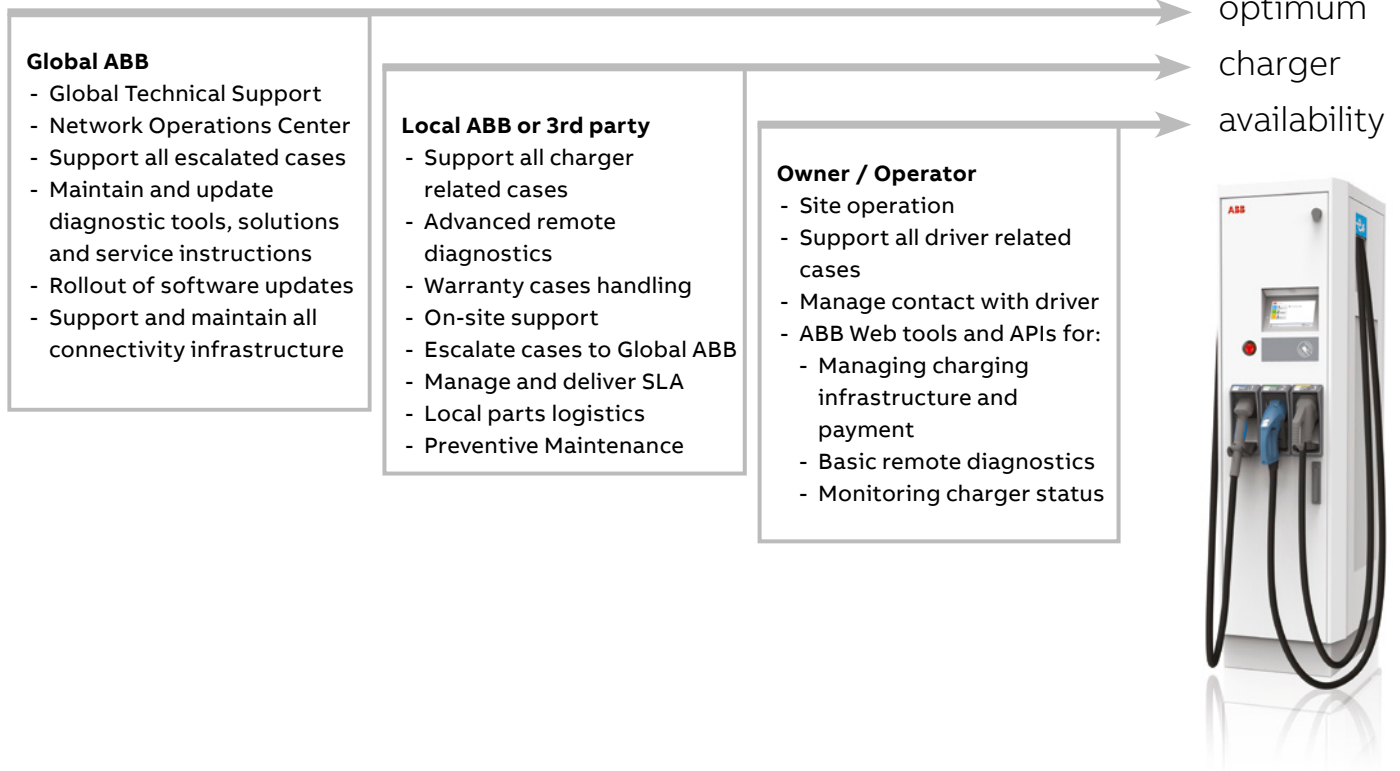 optimum
charger
availability
Global ABB
- Global Technical Support
- Network Operations Center
- Support all escalated cases
- Maintain and update
diagnostic tools, solutions
and service instructions
- Rollout of software updates
- Support and maintain all
connectivity infrastructure
Local ABB or 3rd party
- Support all charger
related cases
- Advanced remote
diagnostics
- Warranty cases handling
- On-site support
- Escalate cases to Global ABB
- Manage and deliver SLA
- Local parts logistics
- Preventive Maintenance
Owner / Operator
- Site operation
- Support all driver related
cases
- Manage contact with driver
- ABB Web tools and APIs for:
- Managing charging
infrastructure and
payment
- Basic remote diagnostics
- Monitoring charger status
ABB